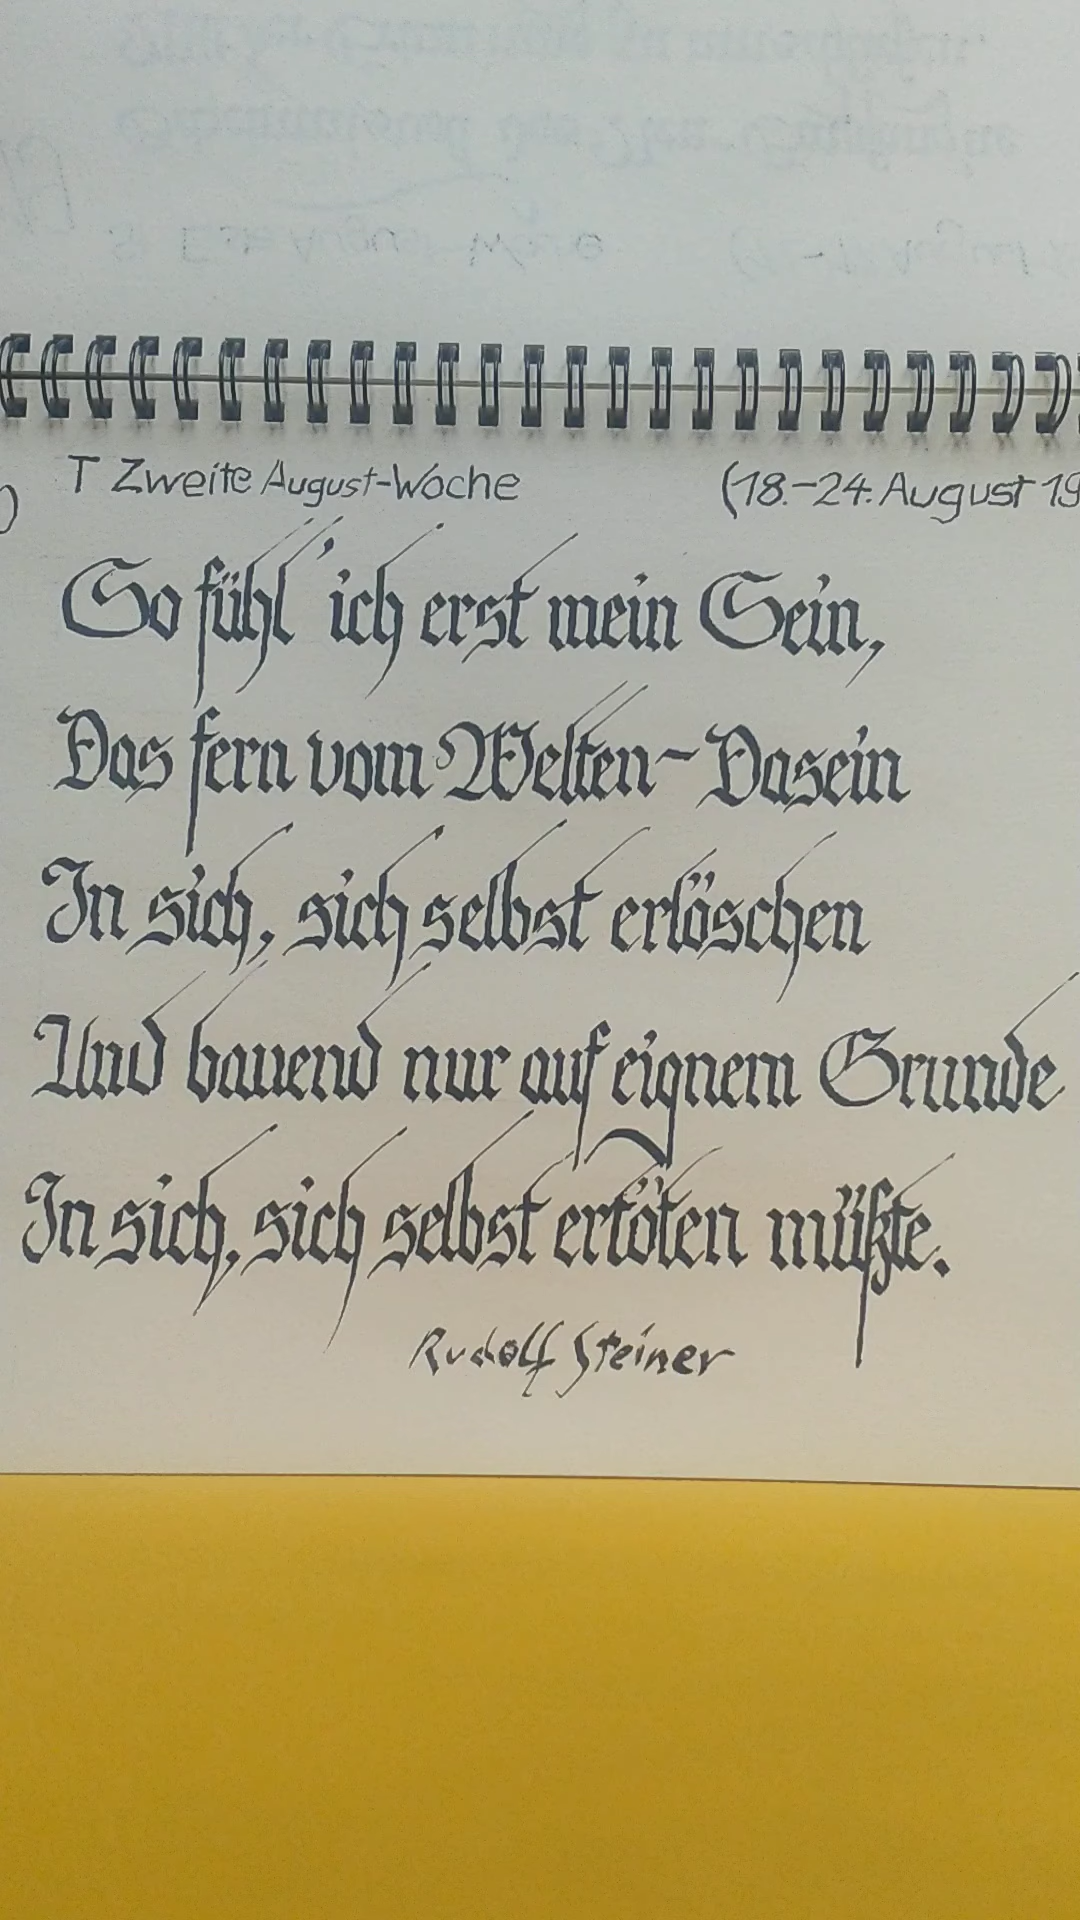 T Zweite August-Woche (18.-24. August 19
So fühl' ich erst mein Sein,
Das fern vom Welten-Dasein
In sich, sich selbst erlöschen
Und bauend nur auf eignem Grunde
In sich, sich selbst ertöten müßte.
Rudolf Steiner